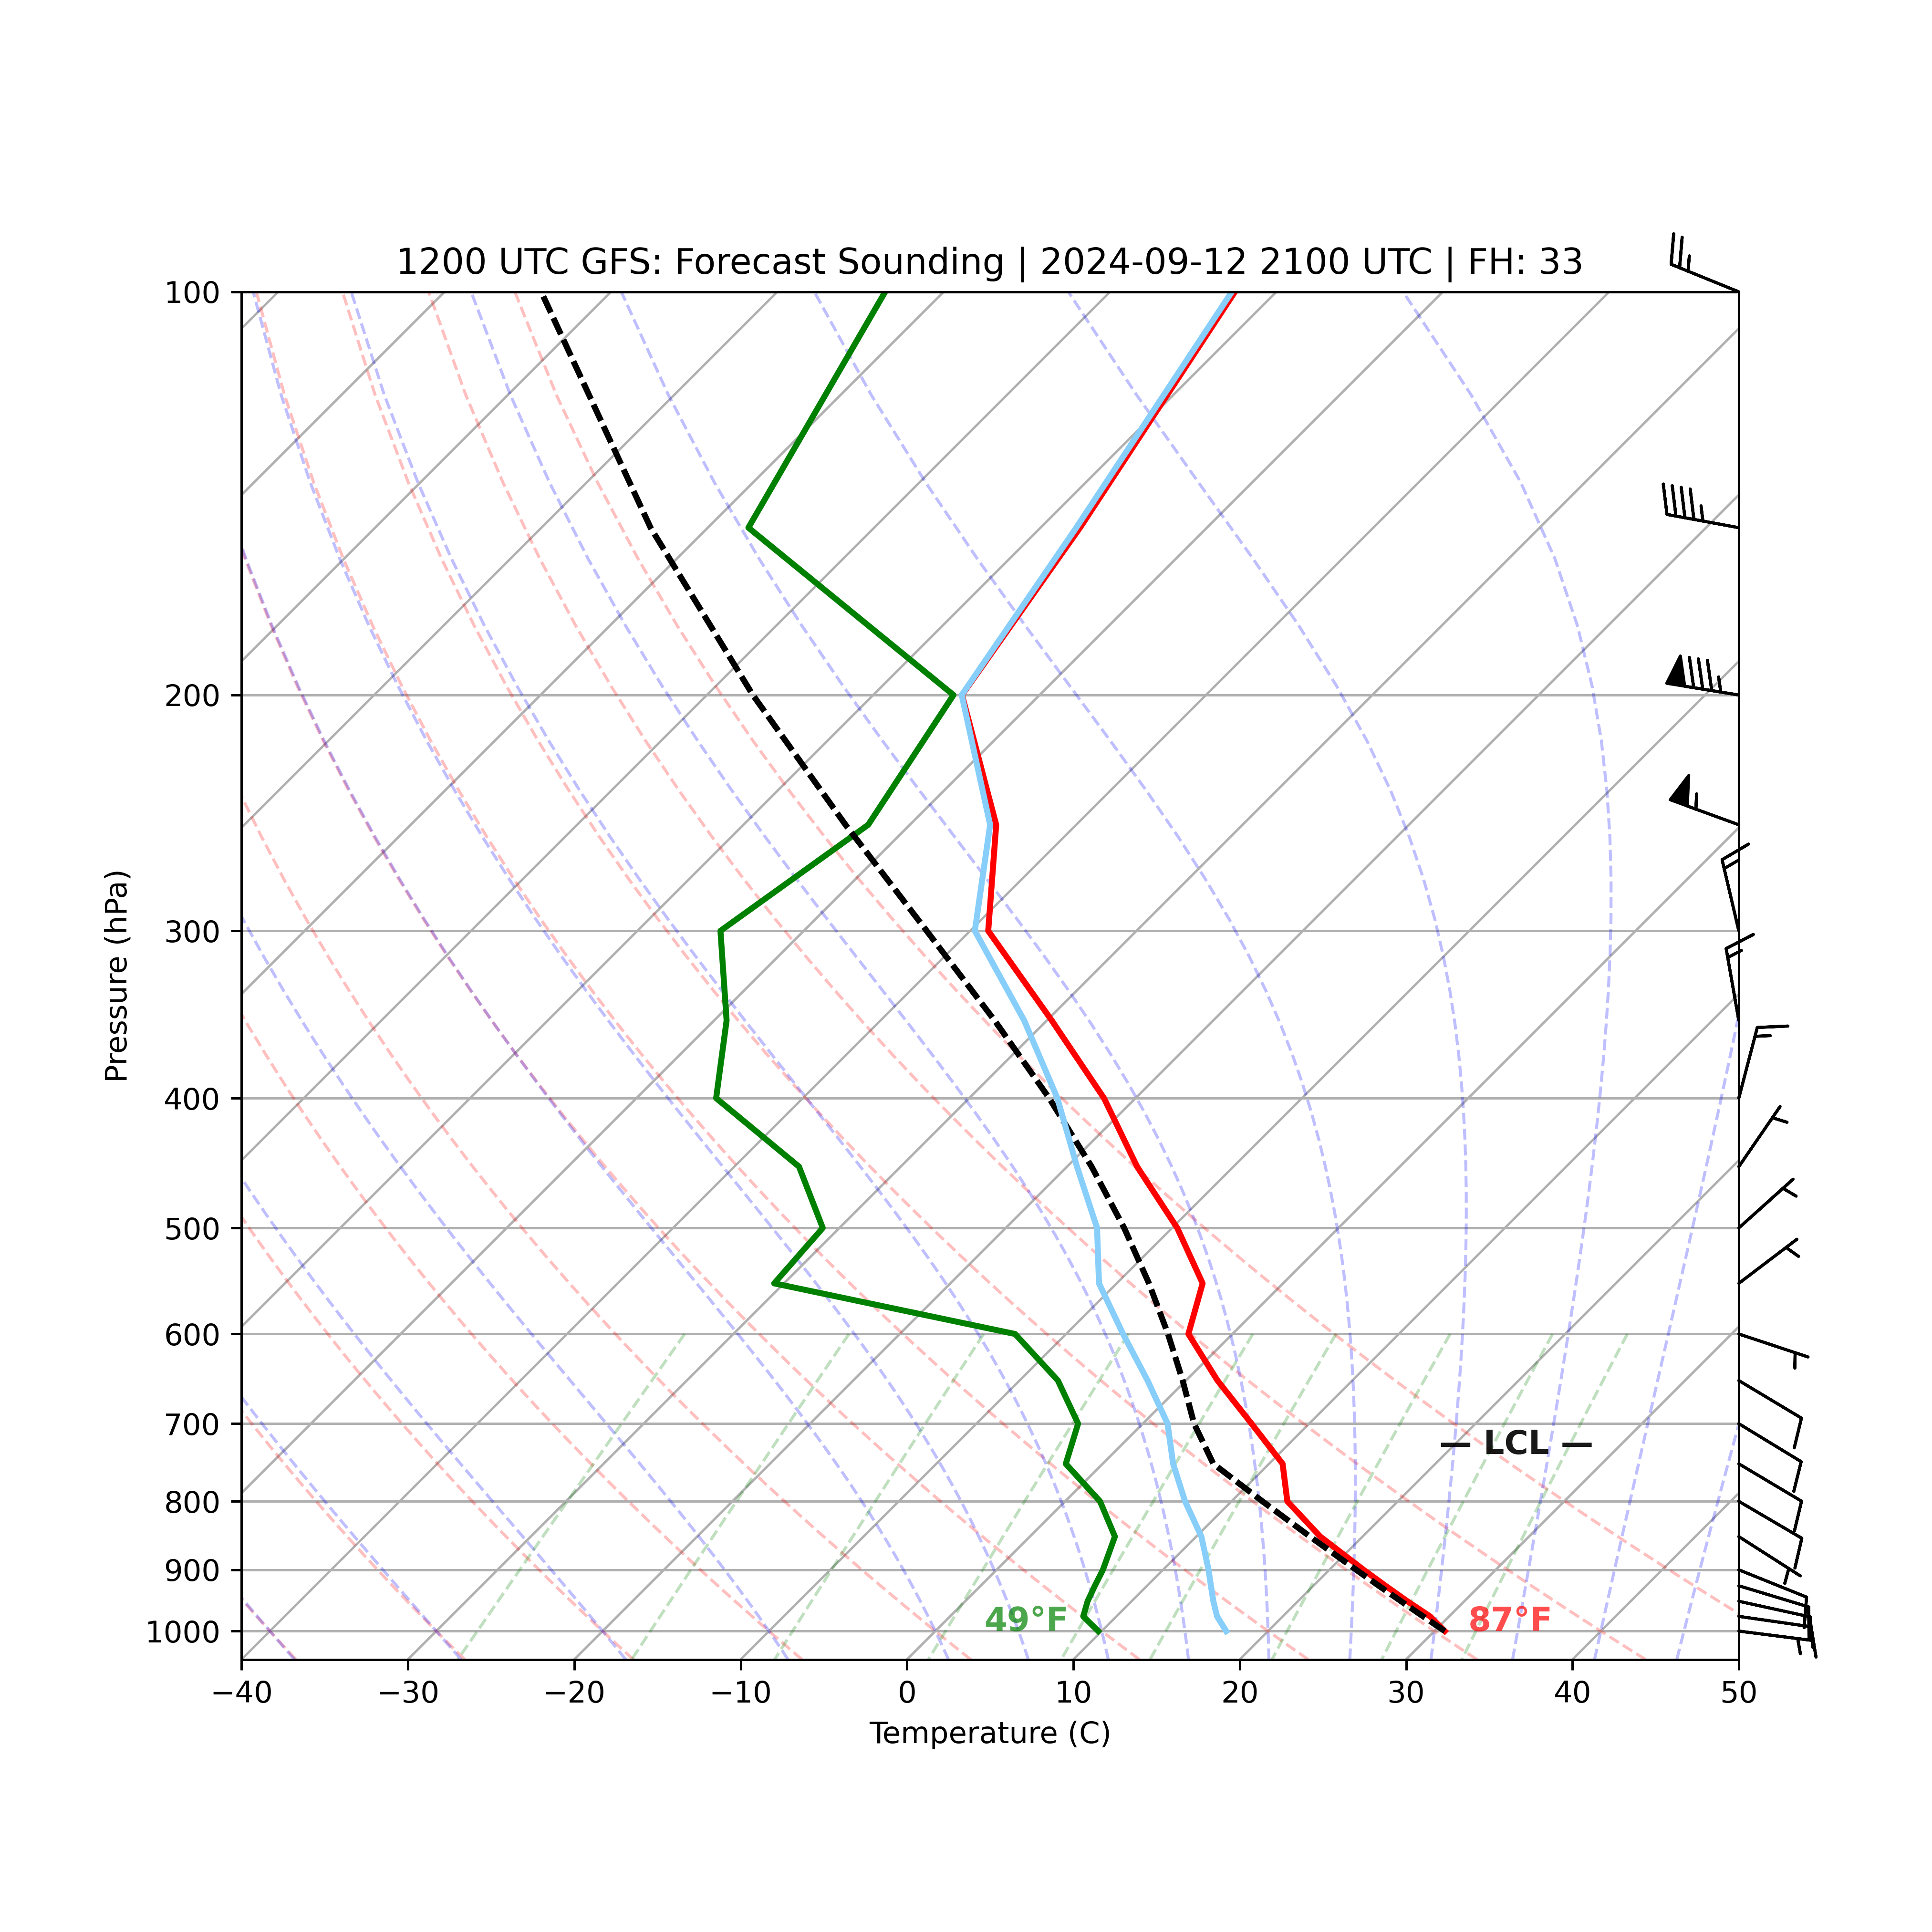 1200 UTC GFS: Forecast Sounding | 2024-09-12 2100 UTC | FH: 33
100
200
300
400
500
600
700
800
900
1000
Pressure (hPa)
— LCL —
49°F
87°F
−40 −30 −20 −10 0 10 20 30 40 50
Temperature (C)